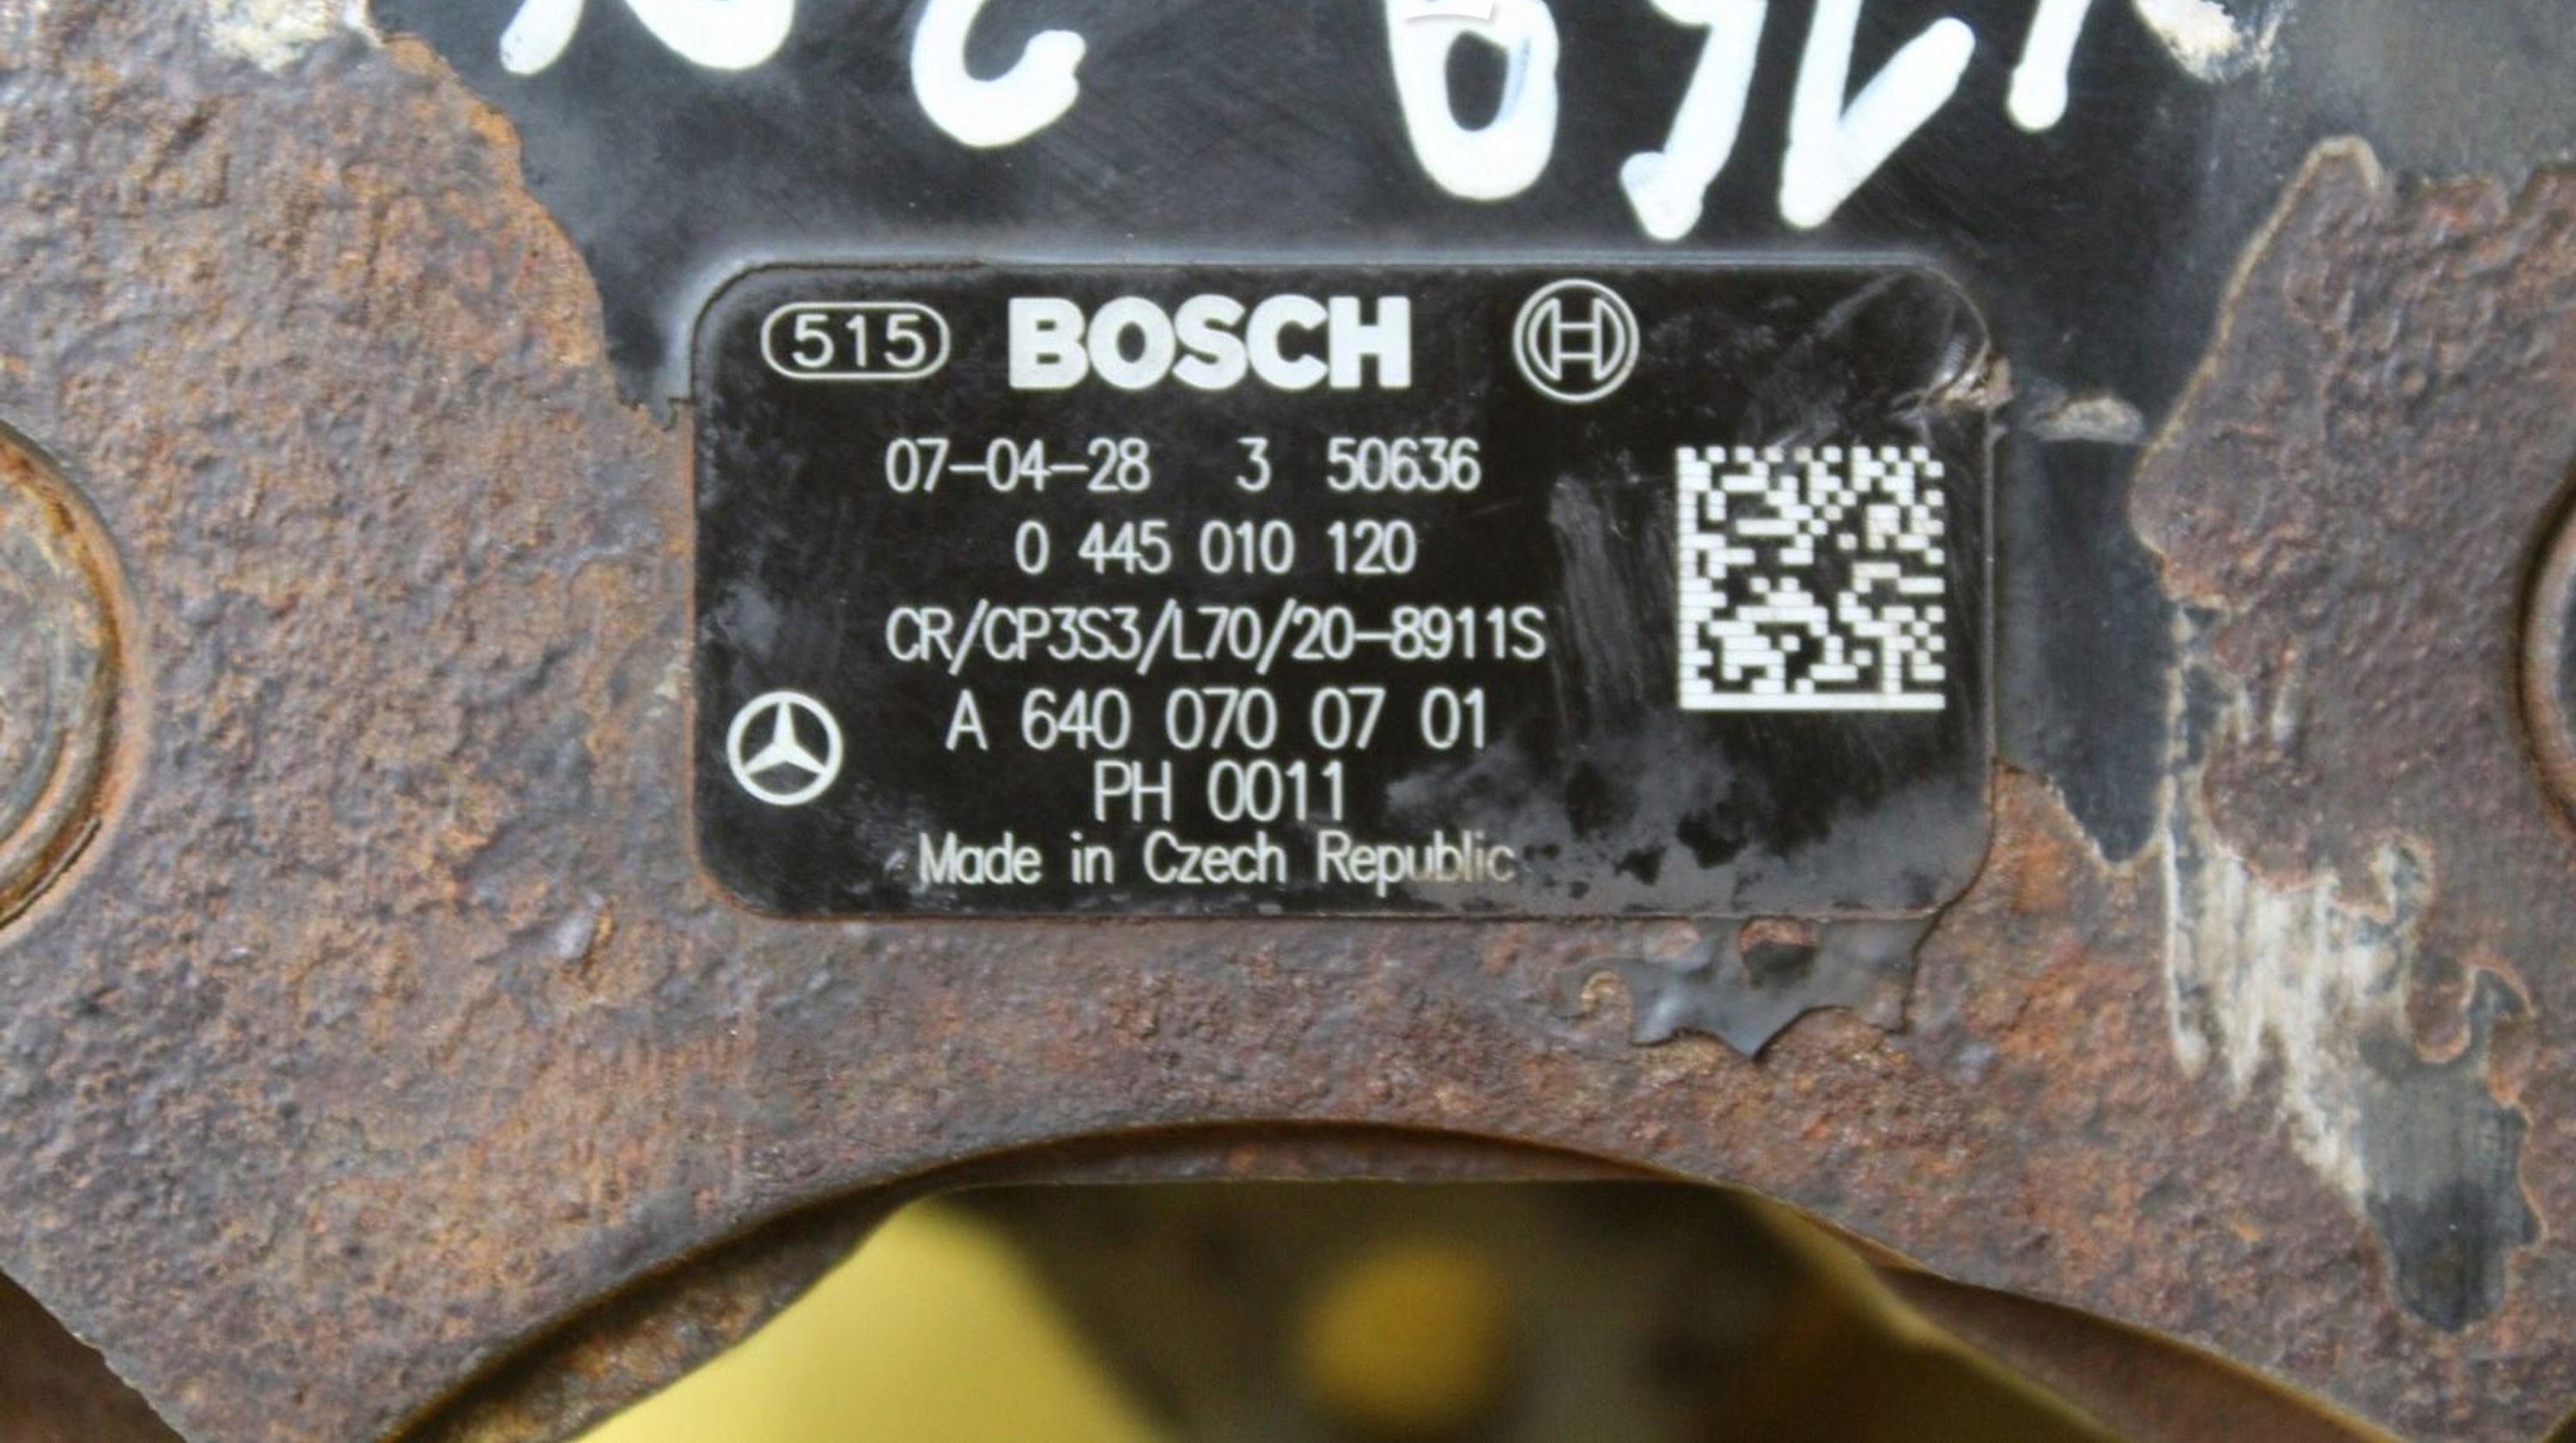 515 BOSCH
07-04-28 3 50636
0 445 010 120
CR/CP3S3/L70/20-8911S
A 640 070 07 01
PH 0011
Made in Czech Republic